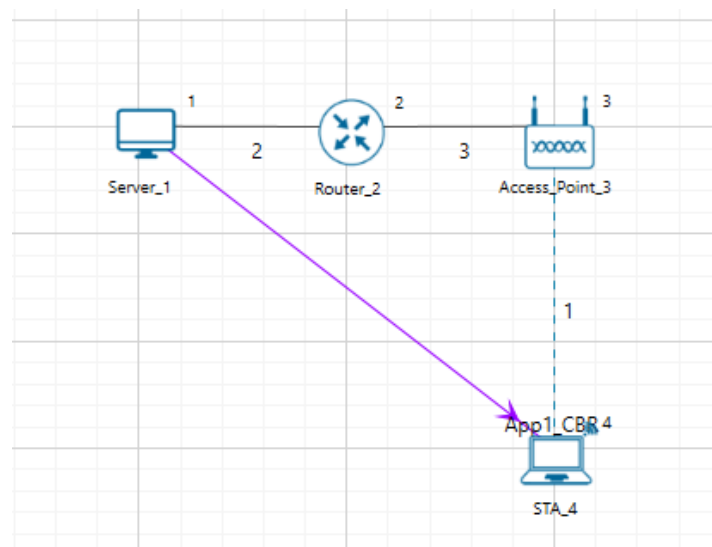 1
2
3
2
3
Server_1
Router_2
Access_Point_3
1
App1_CBR 4
STA_4